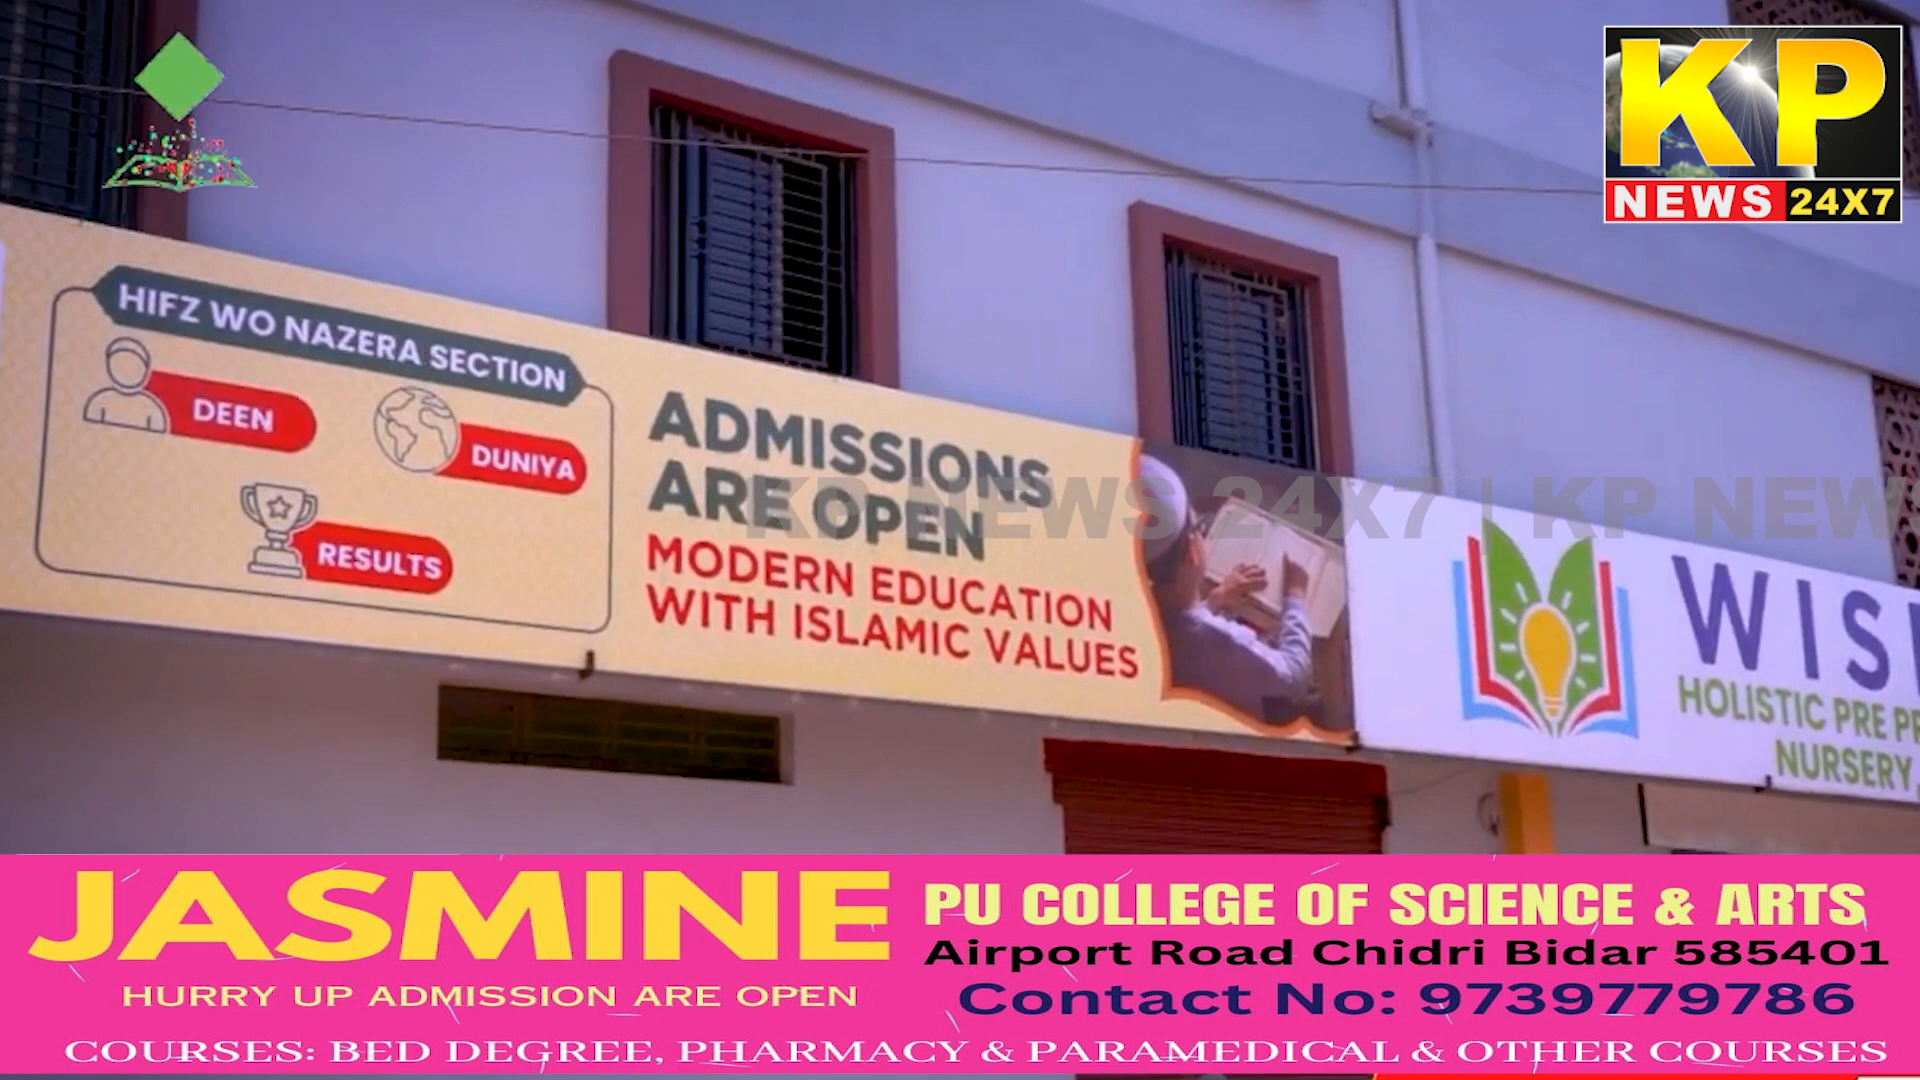 KP
NEWS 24X7
HIFZ WO NAZERA SECTION
DEEN
DUNIYA
RESULTS
ADMISSIONS
ARE OPEN
MODERN EDUCATION
WITH ISLAMIC VALUES
KP NEWS 24X7 | KP NEWS
HOLISTIC PRE
NURSERY
JASMINE
HURRY UP ADMISSION ARE OPEN
PU COLLEGE OF SCIENCE & ARTS
Airport Road Chidri Bidar 585401
Contact No: 9739779786
COURSES: BED DEGREE, PHARMACY & PARAMEDICAL & OTHER COURSES